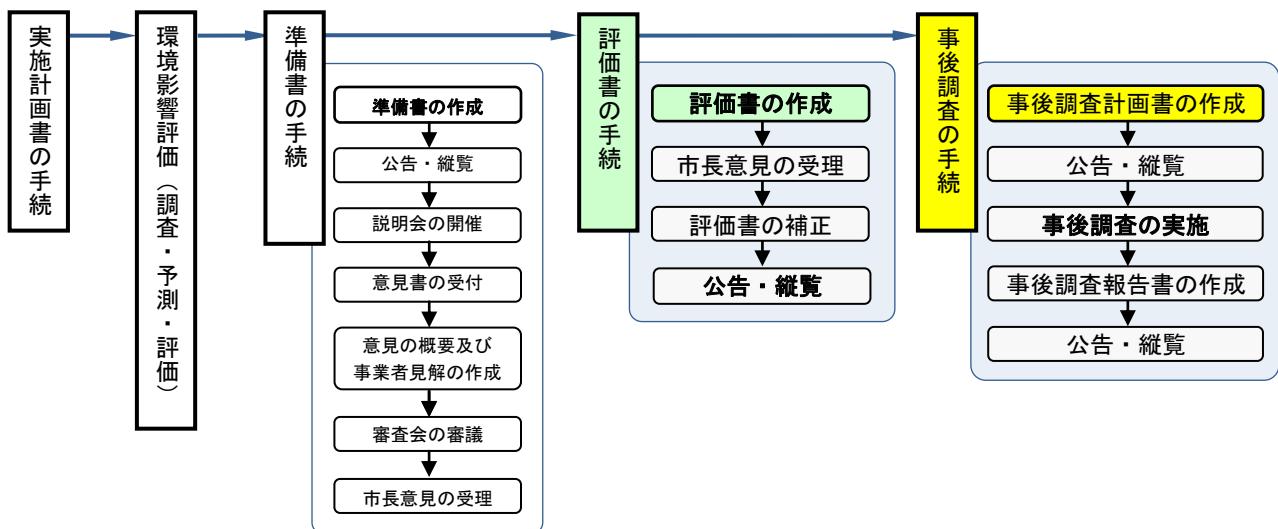 実施計画書の手続
環境影響評価（調査・予測・評価）
準備書の手続
準備書の作成
公告・縦覧
説明会の開催
意見書の受付
意見の概要及び
事業者見解の作成
審査会の審議
市長意見の受理
評価書の手続
評価書の作成
市長意見の受理
評価書の補正
公告・縦覧
事後調査の手続
事後調査計画書の作成
公告・縦覧
事後調査の実施
事後調査報告書の作成
公告・縦覧